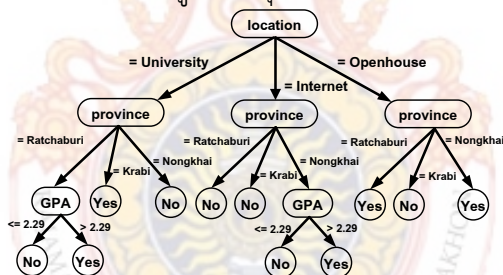 location
= University
= Internet
= Openhouse
province
province
province
= Ratchaburi
= Krabi
= Nongkhai
= Ratchaburi
= Krabi
= Nongkhai
= Ratchaburi
= Krabi
= Nongkhai
GPA
Yes
No
No
No
GPA
Yes
No
Yes
<= 2.29
> 2.29
<= 2.29
> 2.29
No
Yes
No
Yes